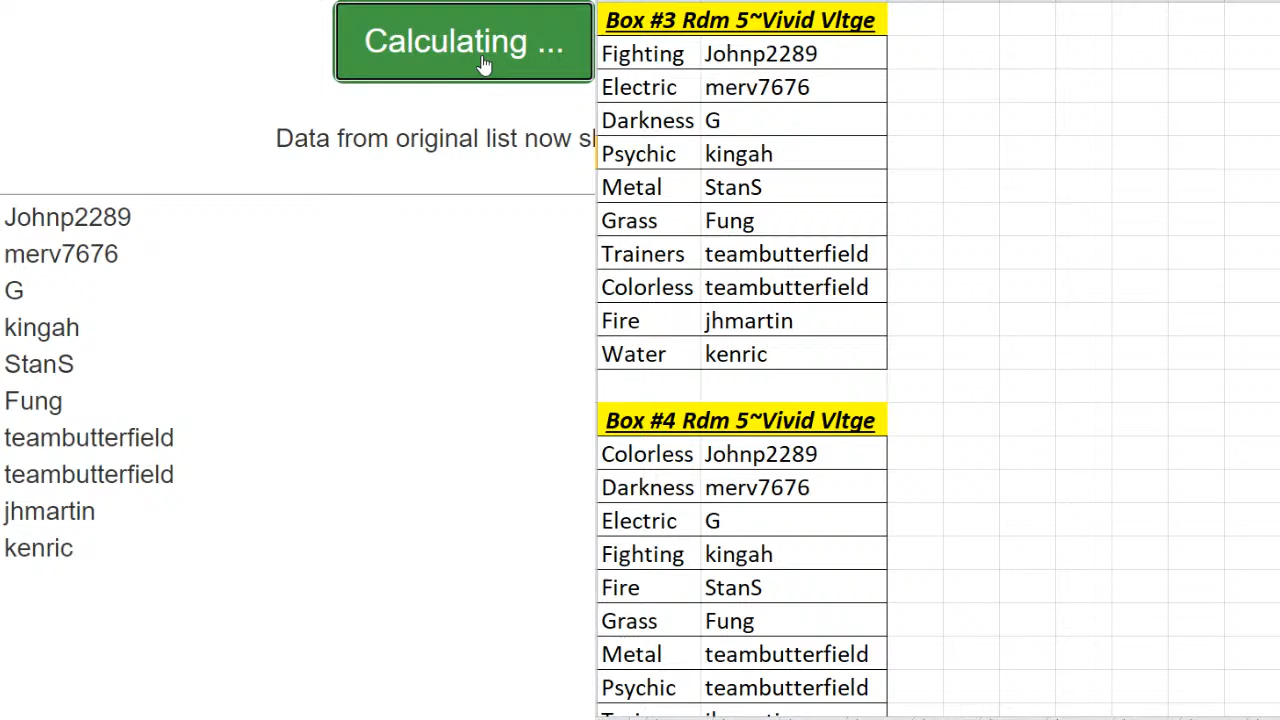 Calculating ...
Data from original list now
Johnp2289
merv7676
G
kingah
StanS
Fung
teambutterfield
teambutterfield
jhmartin
kenric
Box #3 Rdm 5~Vivid Vltge
Fighting Johnp2289
Electric merv7676
Darkness G
Psychic kingah
Metal StanS
Grass Fung
Trainers teambutterfield
Colorless teambutterfield
Fire jhmartin
Water kenric
Box #4 Rdm 5~Vivid Vltge
Colorless Johnp2289
Darkness merv7676
Electric G
Fighting kingah
Fire StanS
Grass Fung
Metal teambutterfield
Psychic teambutterfield